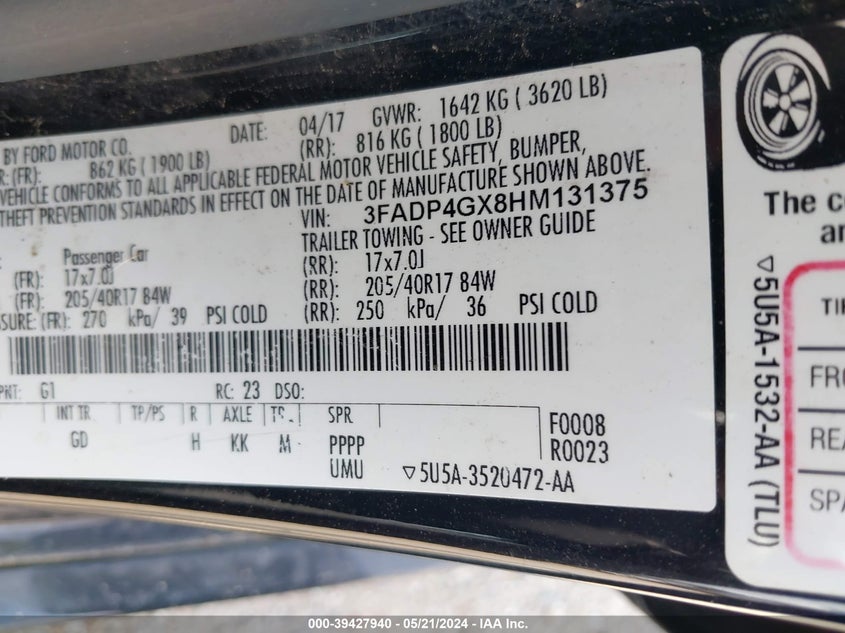 BY FORD MOTOR CO. DATE: 04/17 GVWR: 1642 KG ( 3620 LB)
(FR): 862 KG ( 1900 LB) (RR): 816 KG ( 1800 LB)
VEHICLE CONFORMS TO ALL APPLICABLE FEDERAL MOTOR VEHICLE SAFETY, BUMPER,
THEFT PREVENTION STANDARDS IN EFFECT ON THE DATE OF MANUFACTURE SHOWN ABOVE.
VIN: 3FADP4GX8HM131375
Passenger Car TRAILER TOWING - SEE OWNER GUIDE
(FR): 17x7.0J (RR): 17x7.0J
(FR): 205/40R17 84W (RR): 205/40R17 84W
(FR): 270 kPa/ 39 PSI COLD (RR): 250 kPa/ 36 PSI COLD
G1 RC: 23 DSO:
INT TR TP/PS R AXLE SPR F0008
GD H KK M PPPP R0023
UMU ▽5U5A-3520472-AA
The
▽5U5A-1532-AA (TLU)
000-39427940 - 05/21/2024 - IAA Inc.